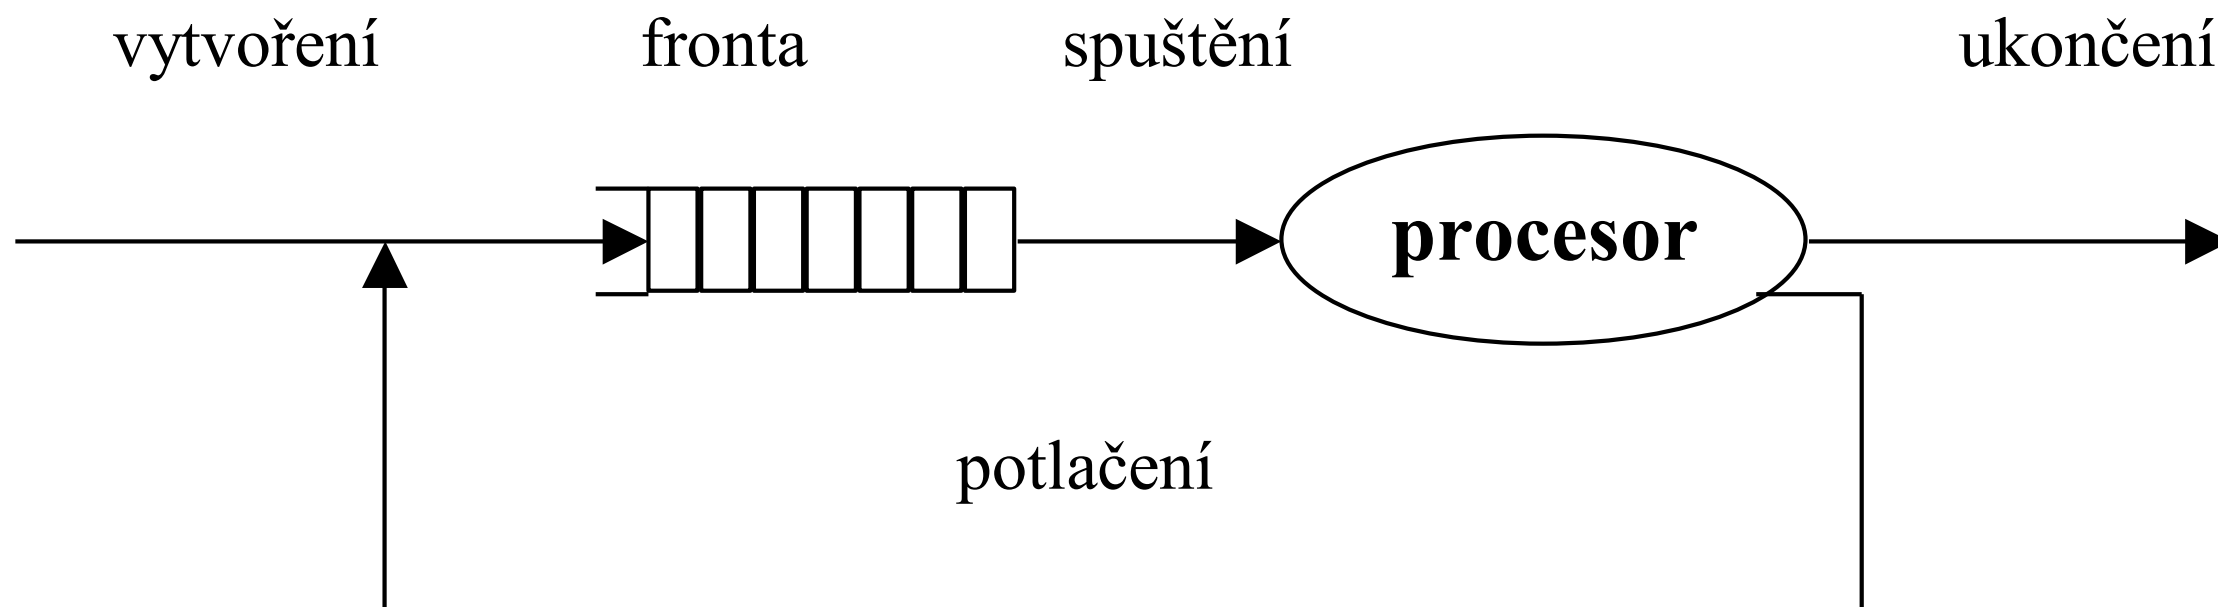 vytvoření fronta spuštění ukončení
procesor
potlačení